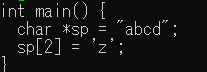 int main() {
  char *sp = "abcd";
  sp[2] = 'z';
}